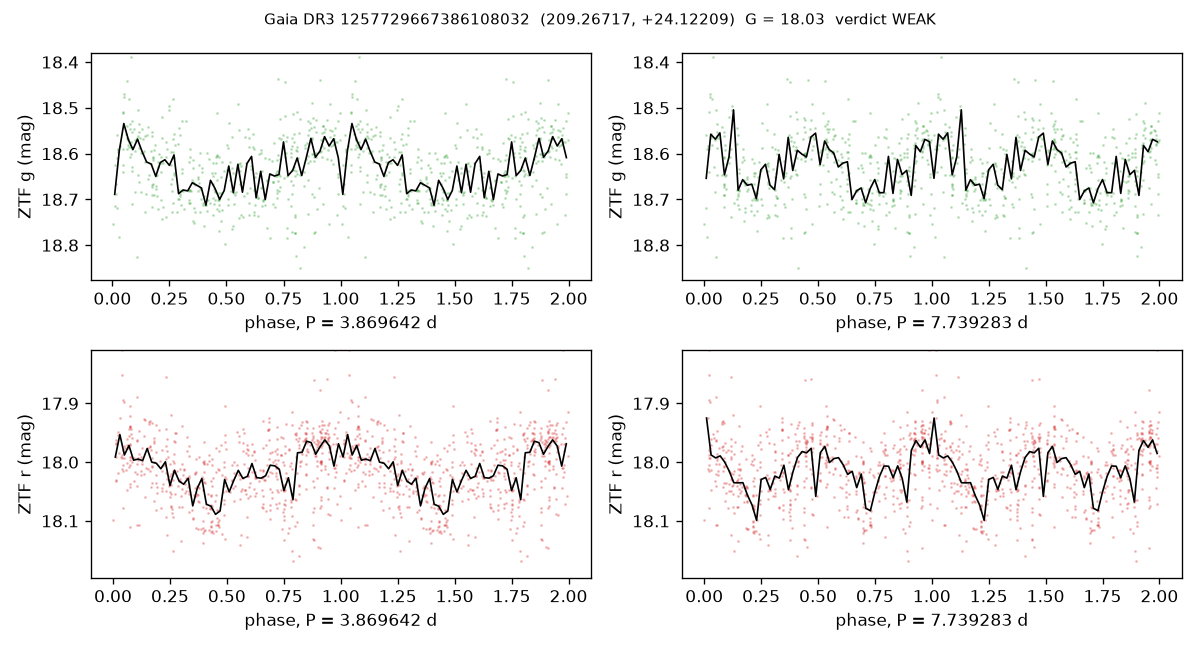 Gaia DR3 1257729667386108032 (209.26717, +24.12209) G = 18.03 verdict WEAK
18.4
18.5
18.6
18.7
18.8
ZTF g (mag)
0.00 0.25 0.50 0.75 1.00 1.25 1.50 1.75 2.00
phase, P = 3.869642 d
18.4
18.5
18.6
18.7
18.8
ZTF g (mag)
0.00 0.25 0.50 0.75 1.00 1.25 1.50 1.75 2.00
phase, P = 7.739283 d
17.9
18.0
18.1
ZTF r (mag)
0.00 0.25 0.50 0.75 1.00 1.25 1.50 1.75 2.00
phase, P = 3.869642 d
17.9
18.0
18.1
ZTF r (mag)
0.00 0.25 0.50 0.75 1.00 1.25 1.50 1.75 2.00
phase, P = 7.739283 d